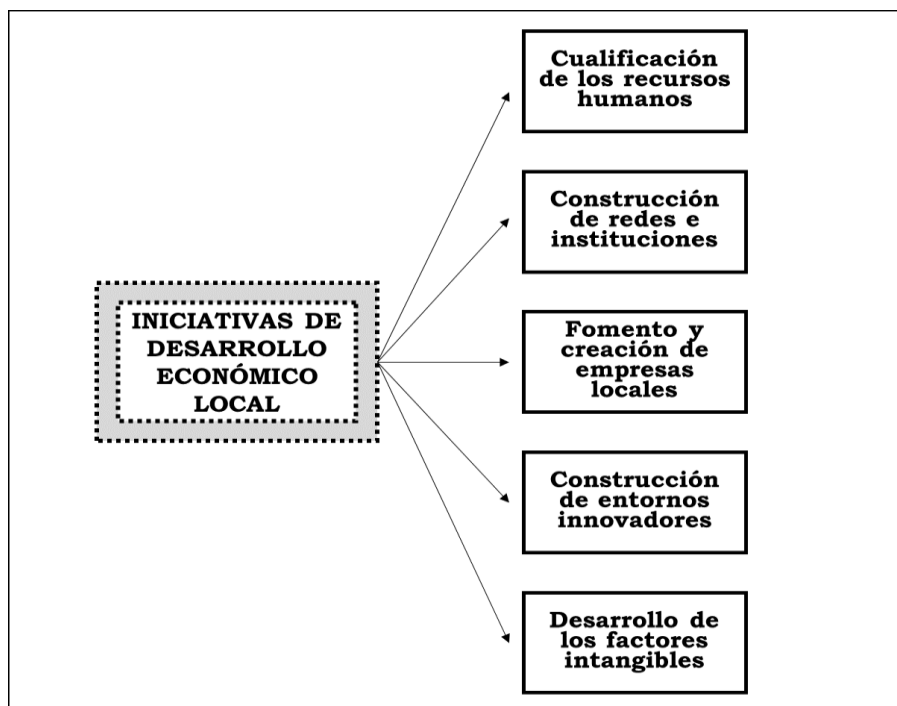 Cualificación
de los recursos
humanos
Construcción
de redes e
instituciones
INICIATIVAS DE
DESARROLLO
ECONÓMICO
LOCAL
Fomento y
creación de
empresas
locales
Construcción
de entornos
innovadores
Desarrollo de
los factores
intangibles